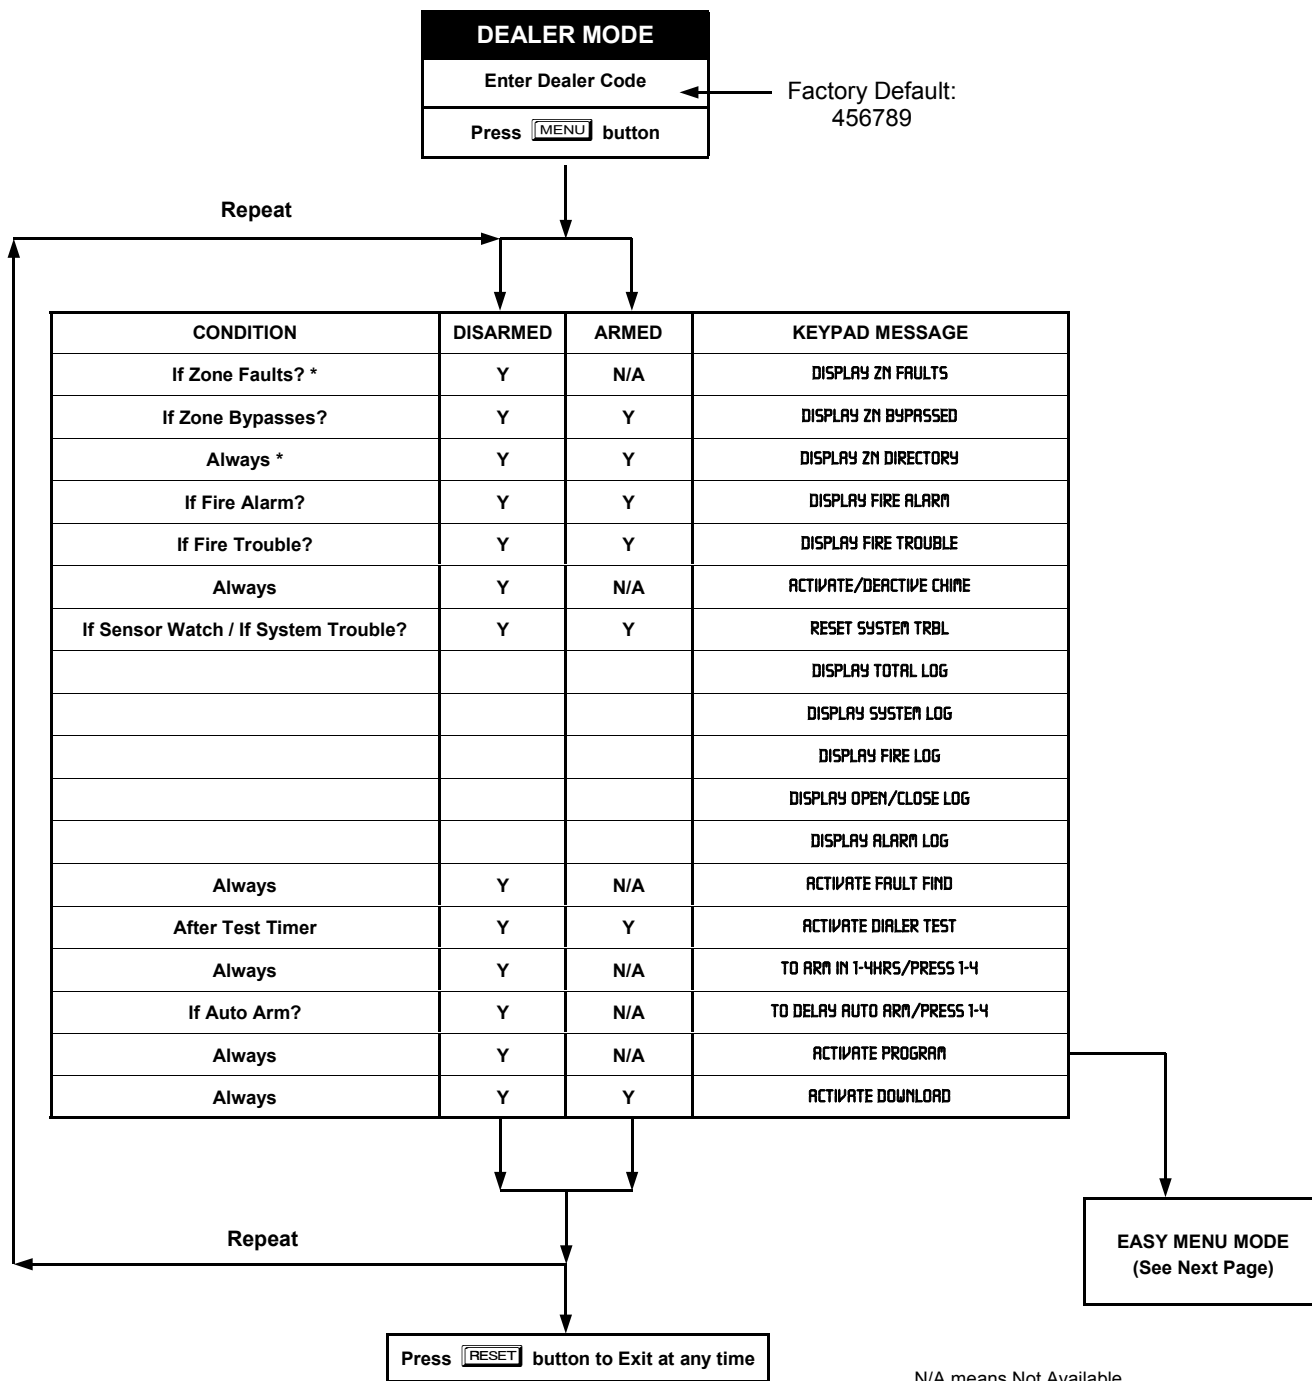 DEALER MODE
Enter Dealer Code
Factory Default:
456789
Press MENU button
Repeat
CONDITION DISARMED ARMED KEYPAD MESSAGE
If Zone Faults? * Y N/A DISPLAY ZN FAULTS
If Zone Bypasses? Y Y DISPLAY ZN BYPASSED
Always * Y Y DISPLAY ZN DIRECTORY
If Fire Alarm? Y Y DISPLAY FIRE ALARM
If Fire Trouble? Y Y DISPLAY FIRE TROUBLE
Always Y N/A ACTIVATE/DEACTIVE CHIME
If Sensor Watch / If System Trouble? Y Y RESET SYSTEM TRBL
DISPLAY TOTAL LOG
DISPLAY SYSTEM LOG
DISPLAY FIRE LOG
DISPLAY OPEN/CLOSE LOG
DISPLAY ALARM LOG
Always Y N/A ACTIVATE FAULT FIND
After Test Timer Y Y ACTIVATE DIALER TEST
Always Y N/A TO ARM IN 1-4HRS/PRESS 1-4
If Auto Arm? Y N/A TO DELAY AUTO ARM/PRESS 1-4
Always Y N/A ACTIVATE PROGRAM
Always Y Y ACTIVATE DOWNLOAD
Repeat
EASY MENU MODE
(See Next Page)
Press RESET button to Exit at any time
N/A means Not Available